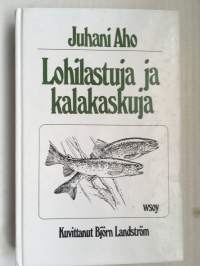 Juhani Aho
Lohilastuja ja
kalakaskuja
WSOY
Kuvittanut Björn Landström